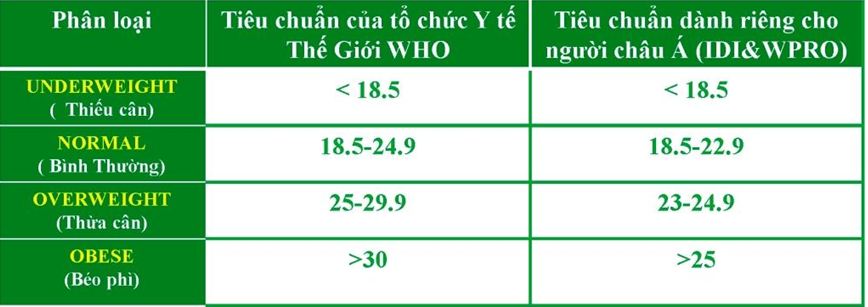 Phân loại
Tiêu chuẩn của tổ chức Y tế
Thế Giới WHO
Tiêu chuẩn dành riêng cho
người châu Á (IDI&WPRO)
UNDERWEIGHT
( Thiếu cân)
< 18.5
< 18.5
NORMAL
( Bình Thường)
18.5-24.9
18.5-22.9
OVERWEIGHT
(Thừa cân)
25-29.9
23-24.9
OBESE
(Béo phì)
>30
>25